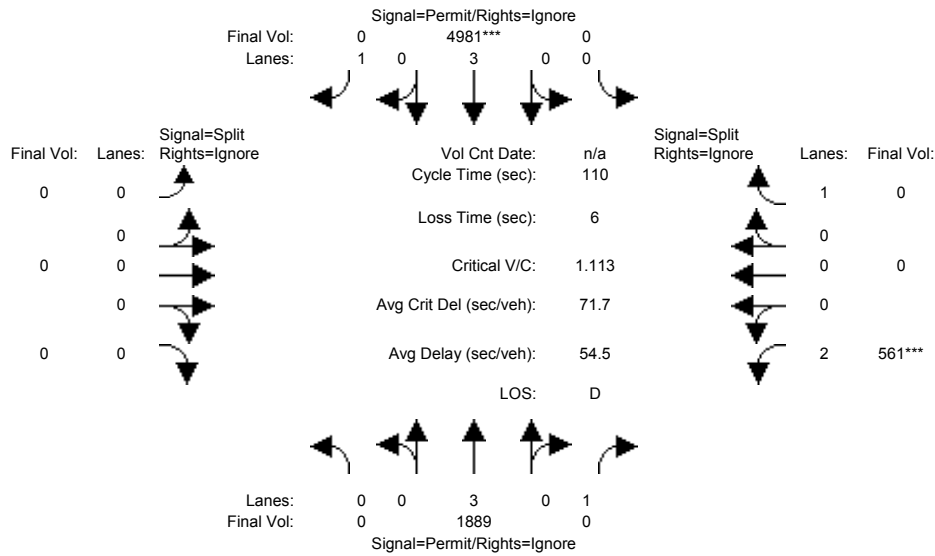 Signal=Permit/Rights=Ignore
Final Vol: 0 4981*** 0
Lanes: 1 0 3 0 0
Signal=Split Signal=Split
Final Vol: Lanes: Rights=Ignore Vol Cnt Date: n/a Rights=Ignore Lanes: Final Vol:
Cycle Time (sec): 110
0 0 1 0
Loss Time (sec): 6
0 0
0 0 Critical V/C: 1.113 0 0
0 Avg Crit Del (sec/veh): 71.7 0
0 0 Avg Delay (sec/veh): 54.5 2 561***
LOS: D
Lanes: 0 0 3 0 1
Final Vol: 0 1889 0
Signal=Permit/Rights=Ignore